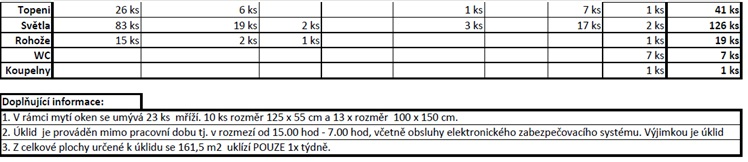 Topení 26 ks 6 ks 1 ks 7 ks 1 ks 41 ks
Světla 83 ks 19 ks 2 ks 3 ks 17 ks 2 ks 126 ks
Rohože 15 ks 2 ks 1 ks 1 ks 19 ks
WC 7 ks 7 ks
Koupelny 1 ks 1 ks
Doplňující informace:
1. V rámci mytí oken se umývá 23 ks mříží. 10 ks rozměr 125 x 55 cm a 13 x rozměr 100 x 150 cm.
2. Úklid je prováděn mimo pracovní dobu tj. v rozmezí od 15.00 hod - 7.00 hod, včetně obsluhy elektronického zabezpečovacího systému. Výjimkou je úklid
3. Z celkové plochy určené k úklidu se 161,5 m2 uklízí POUZE 1x týdně.